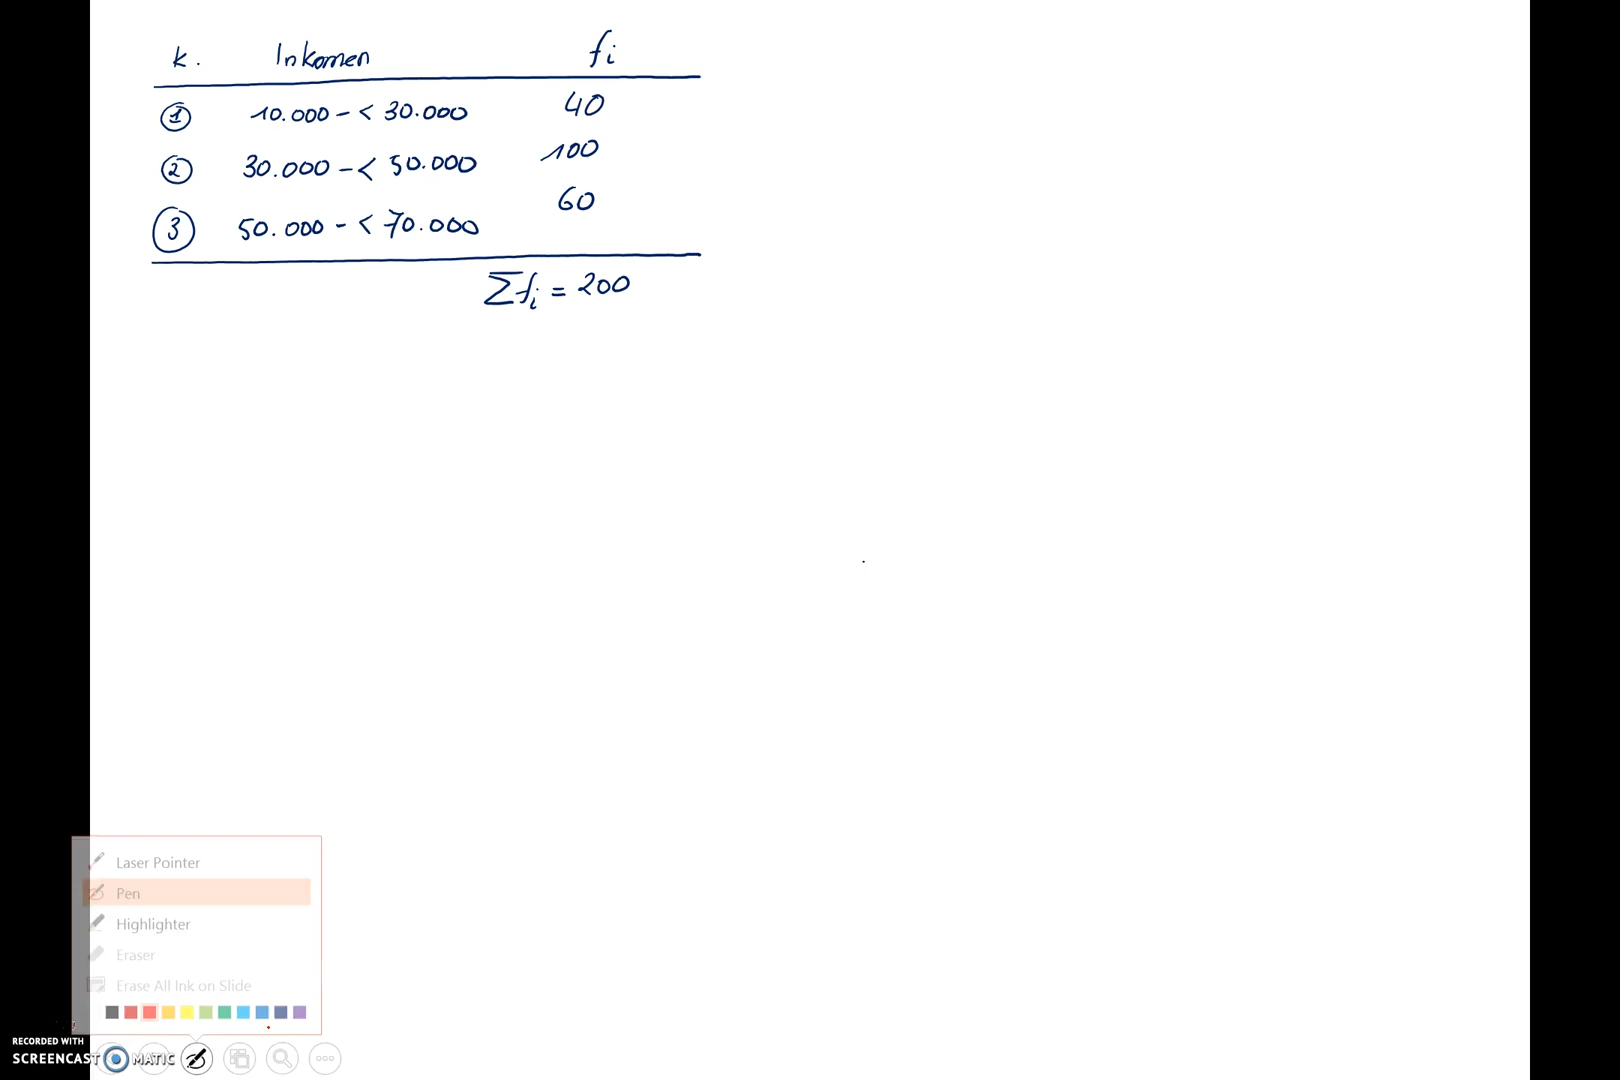 k. Inkomen fi
1 10.000 - < 30.000 40
2 30.000 - < 50.000 100
3 50.000 - < 70.000 60
Σfi = 200
Laser Pointer
Pen
Highlighter
Eraser
Erase All Ink on Slide
RECORDED WITH
SCREENCAST MATIC